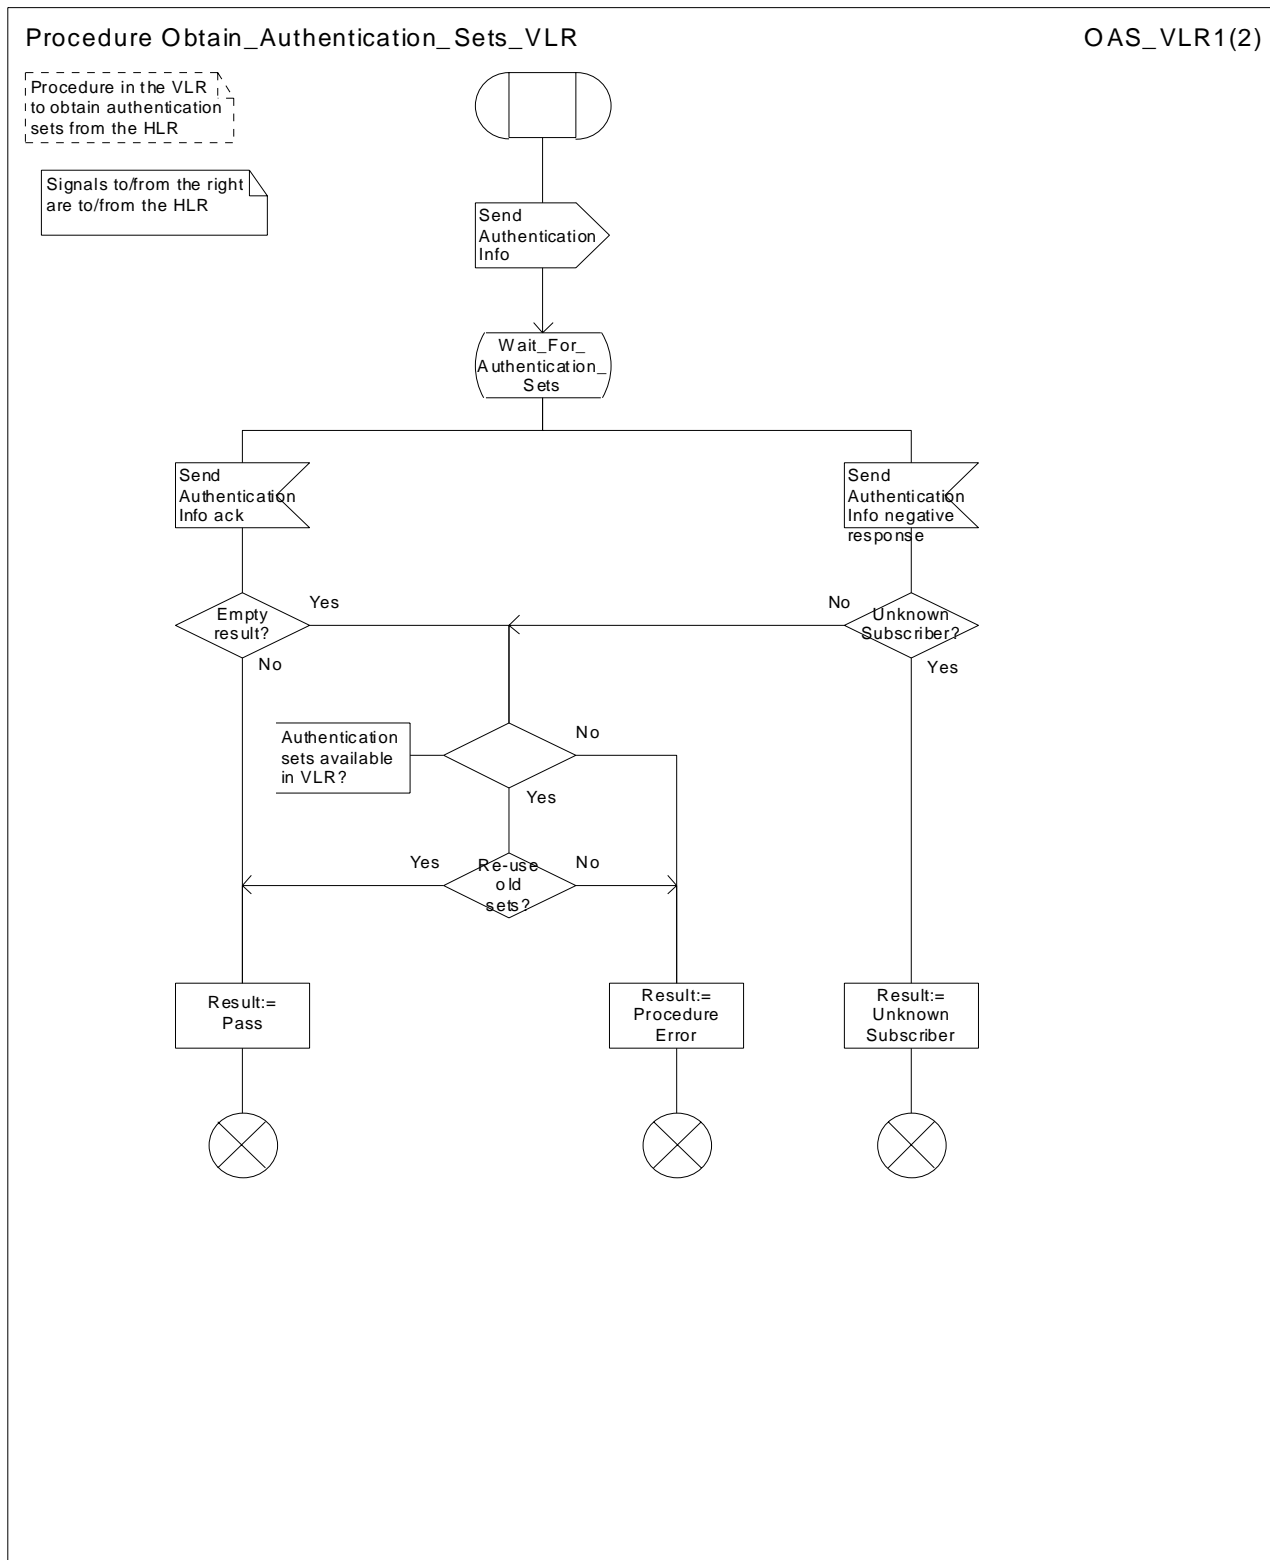 Procedure Obtain_Authentication_Sets_VLR
OAS_VLR1(2)
Procedure in the VLR
to obtain authentication
sets from the HLR
Signals to/from the right
are to/from the HLR
Send
Authentication
Info
Wait_For_
Authentication_
Sets
Send
Authentication
Info ack
Send
Authentication
Info negative
response
Empty
result?
Yes
No
Unknown
Subscriber?
No
Yes
Authentication
sets available
in VLR?
No
Yes
Re-use
old
sets?
Yes
No
Result:=
Pass
Result:=
Procedure
Error
Result:=
Unknown
Subscriber